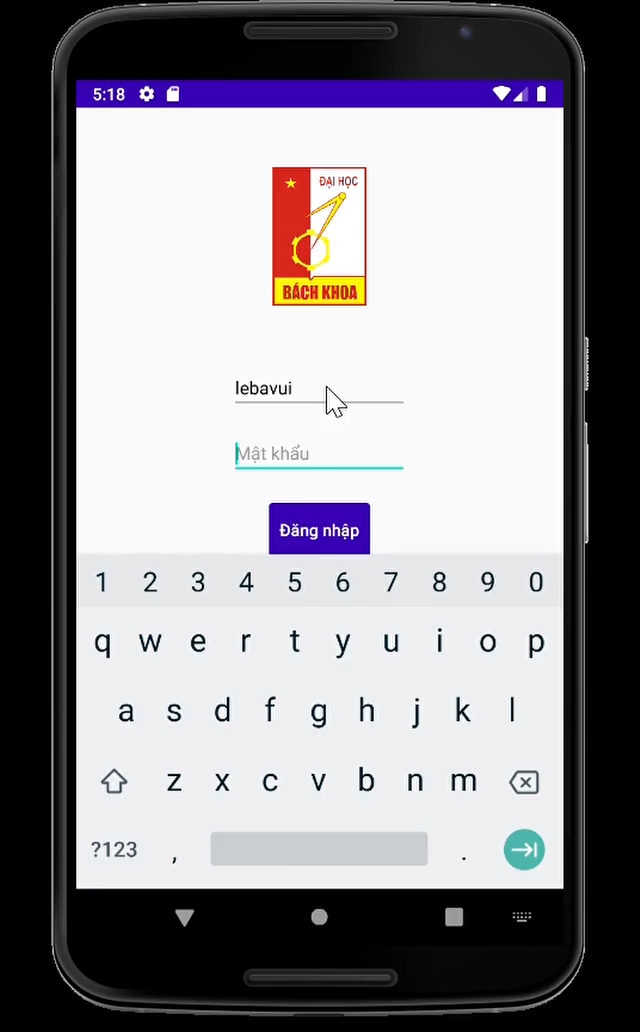 5:18
ĐẠI HỌC
BÁCH KHOA
lebavui
Mật khẩu
Đăng nhập
1 2 3 4 5 6 7 8 9 0
q w e r t y u i o p
a s d f g h j k l
z x c v b n m
?123 , .